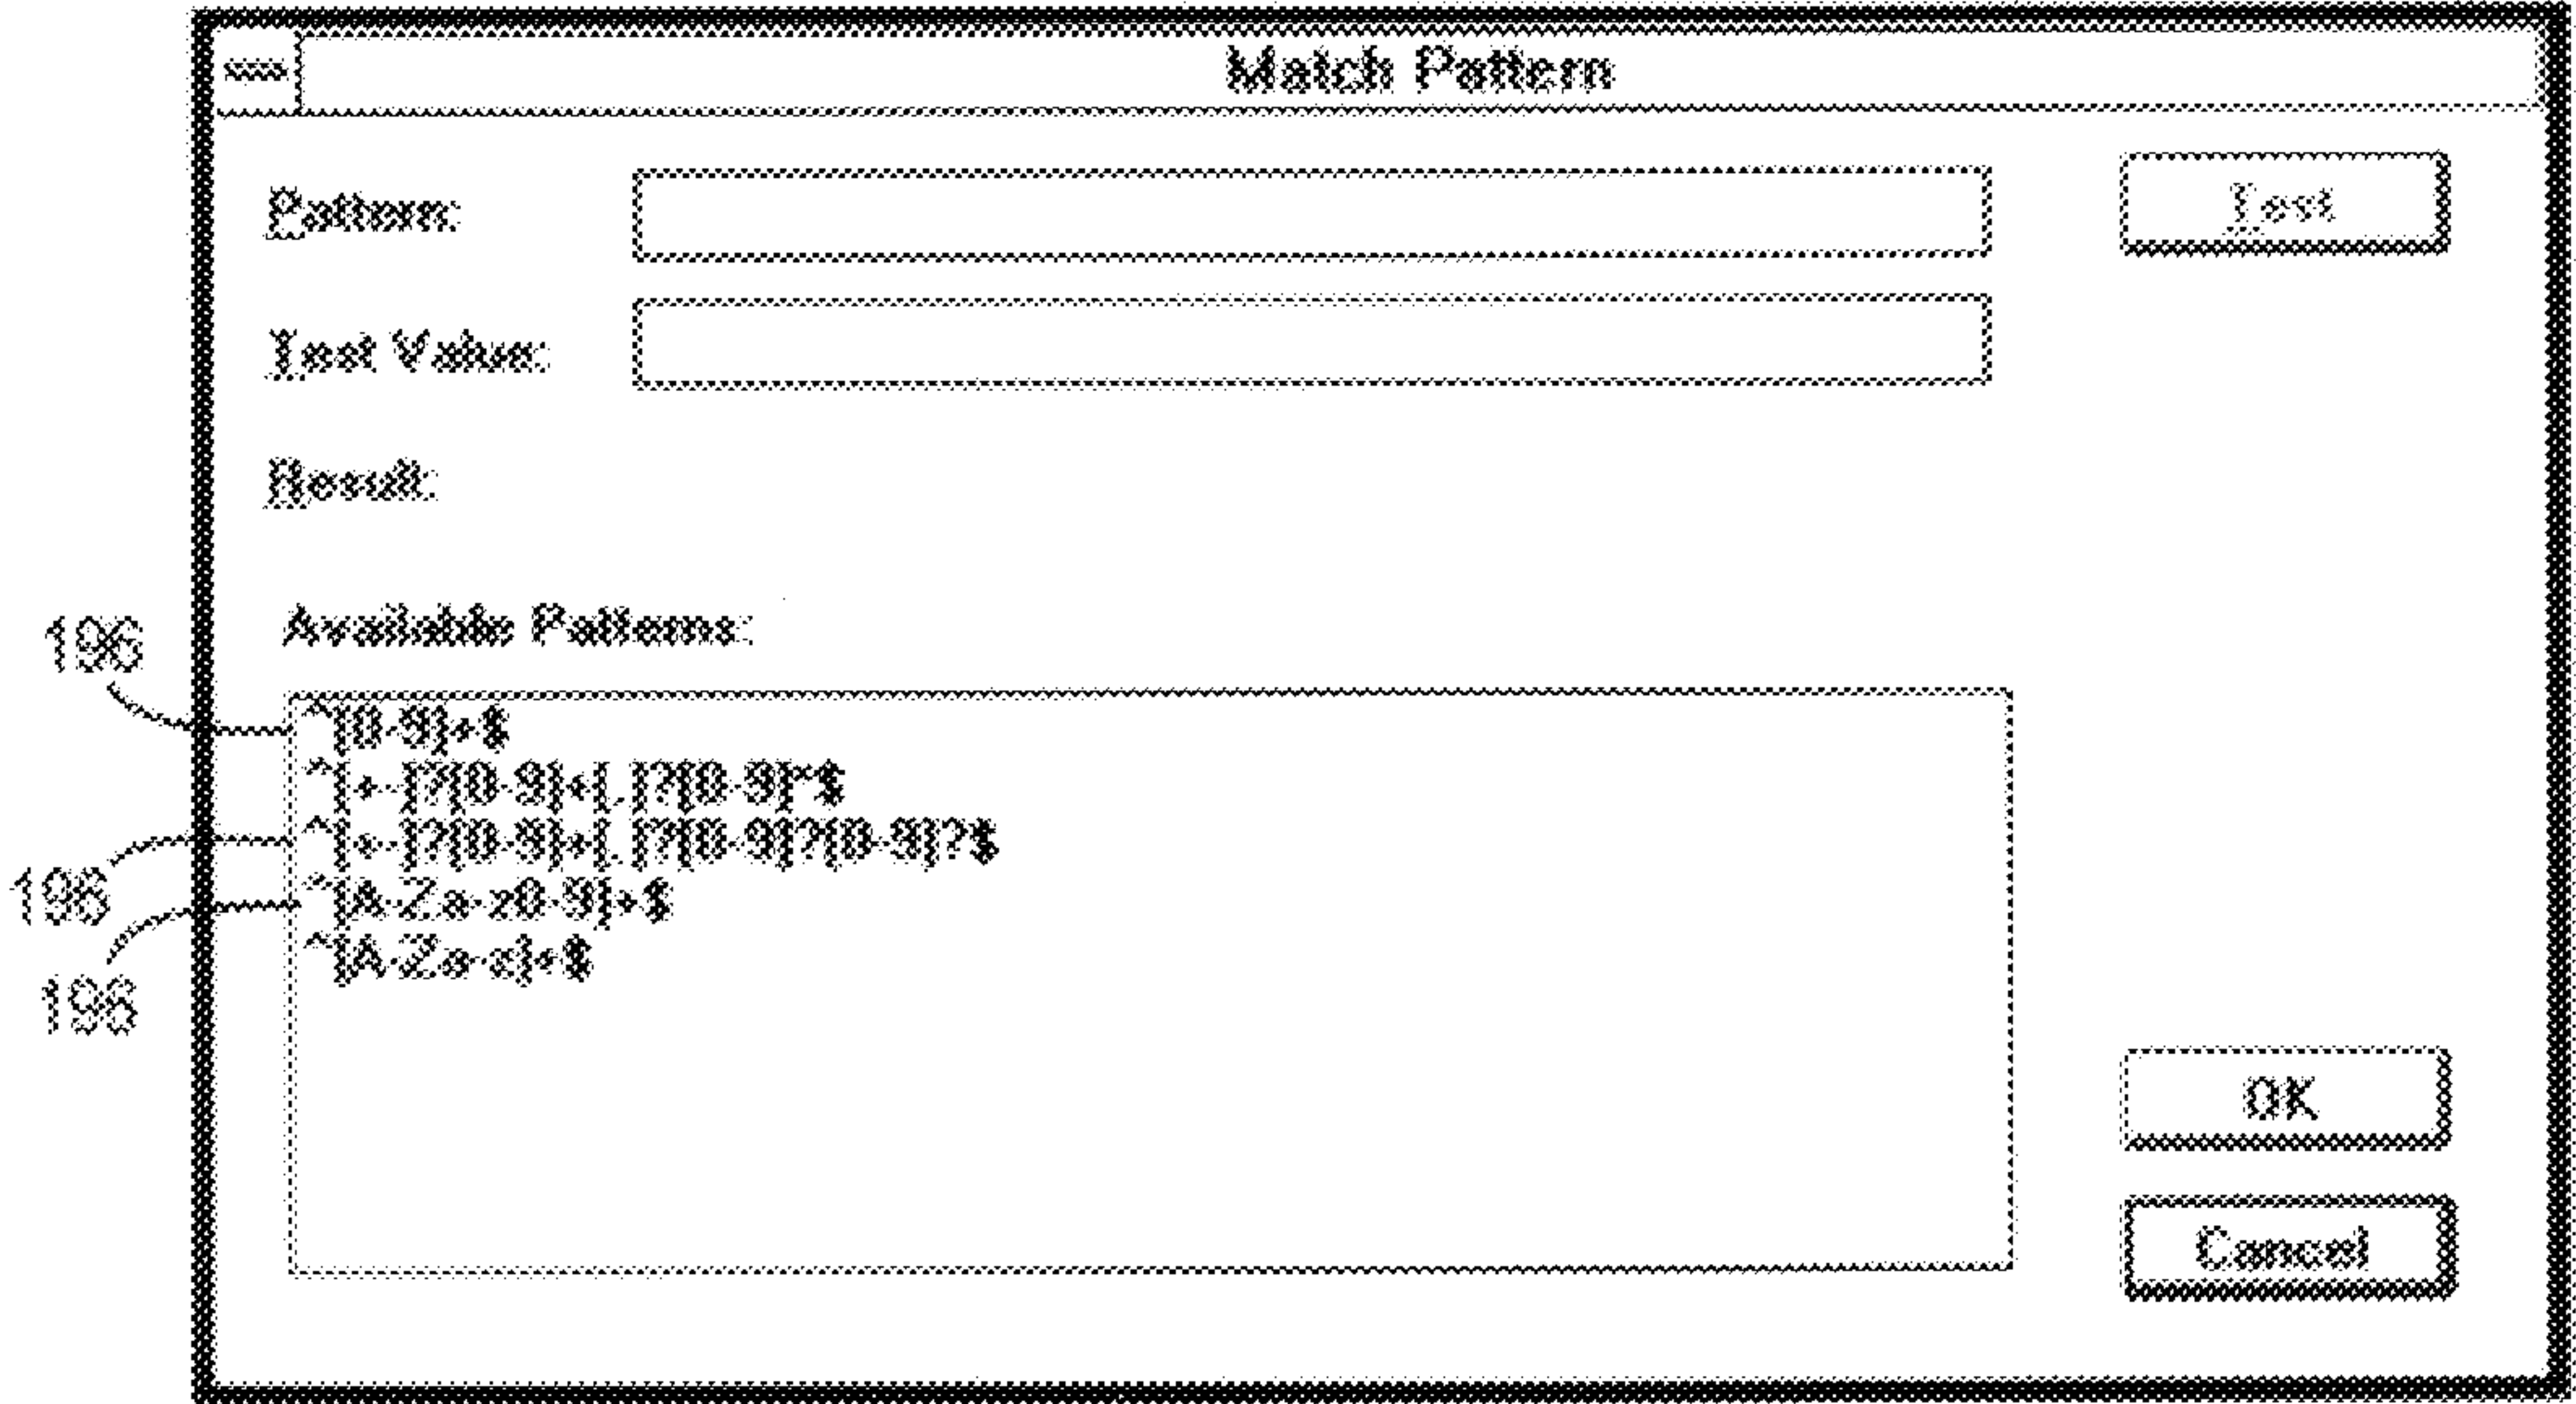 Match Pattern
Pattern:
Test
Test Value:
Result:
Available Patterns:
196
^[0-9]+$
^[+-]?[0-9]+[.]?[0-9]*$
^[+-]?[0-9]+[.]?[0-9]?[0-9]?$
196
^[A-Za-z0-9]+$
^[A-Za-z]+$
196
OK
Cancel